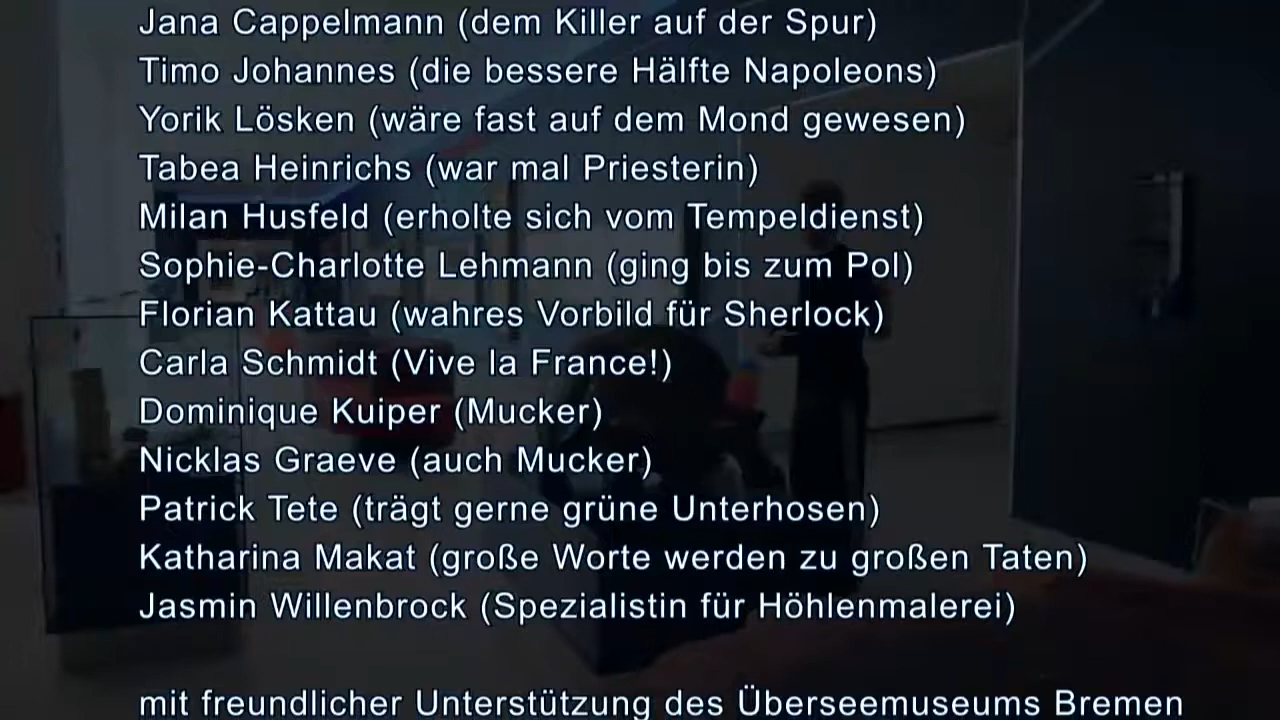 Jana Cappelmann (dem Killer auf der Spur)
Timo Johannes (die bessere Hälfte Napoleons)
Yorik Lösken (wäre fast auf dem Mond gewesen)
Tabea Heinrichs (war mal Priesterin)
Milan Husfeld (erholte sich vom Tempeldienst)
Sophie-Charlotte Lehmann (ging bis zum Pol)
Florian Kattau (wahres Vorbild für Sherlock)
Carla Schmidt (Vive la France!)
Dominique Kuiper (Mucker)
Nicklas Graeve (auch Mucker)
Patrick Tete (trägt gerne grüne Unterhosen)
Katharina Makat (große Worte werden zu großen Taten)
Jasmin Willenbrock (Spezialistin für Höhlenmalerei)
mit freundlicher Unterstützung des Überseemuseums Bremen